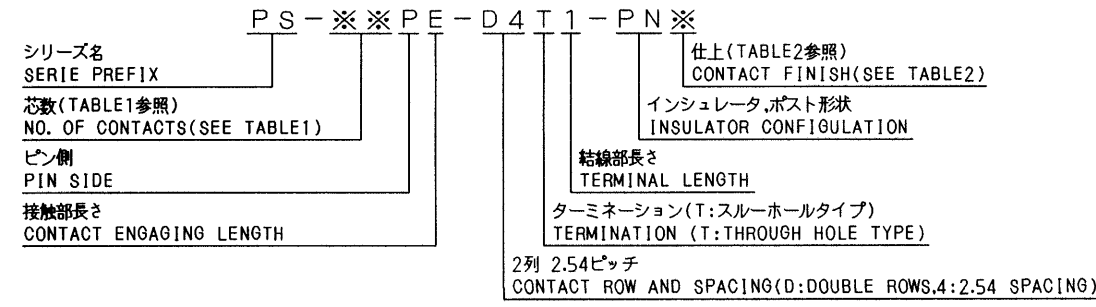 PS-※※PE-D4T1-PN※
シリーズ名
SERIE PREFIX
芯数(TABLE1参照)
NO. OF CONTACTS(SEE TABLE1)
ピン側
PIN SIDE
接触部長さ
CONTACT ENGAGING LENGTH
仕上(TABLE2参照)
CONTACT FINISH(SEE TABLE2)
インシュレータ,ポスト形状
INSULATOR CONFIGULATION
結線部長さ
TERMINAL LENGTH
ターミネーション(T:スルーホールタイプ)
TERMINATION (T:THROUGH HOLE TYPE)
2列 2.54ピッチ
CONTACT ROW AND SPACING(D:DOUBLE ROWS,4:2.54 SPACING)